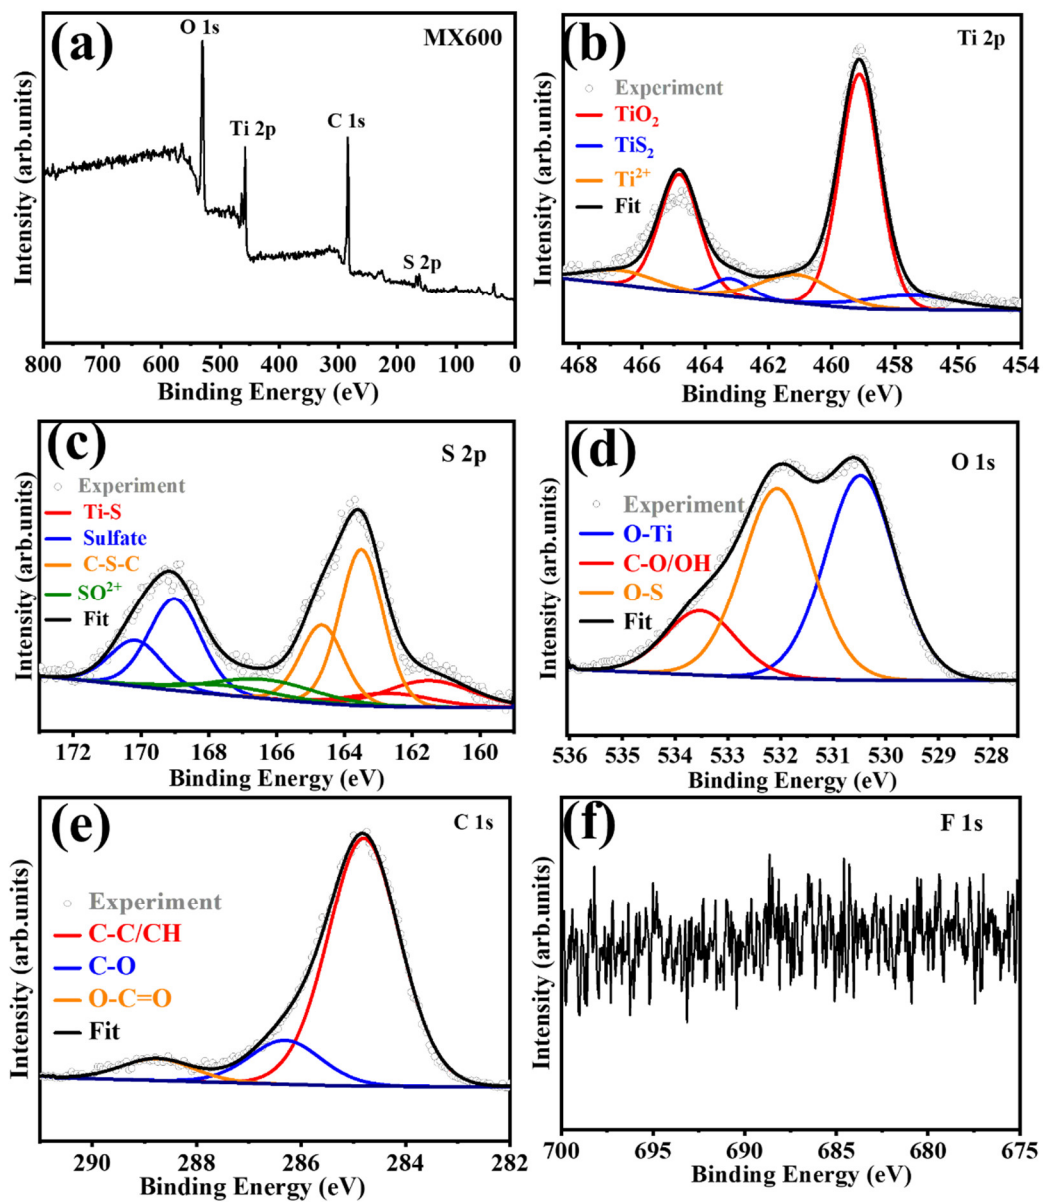 (a)
O 1s
MX600
Ti 2p
C 1s
S 2p
Intensity (arb.units)
800 700 600 500 400 300 200 100 0
Binding Energy (eV)
(b)
Ti 2p
Experiment
TiO₂
TiS₂
Ti²⁺
Fit
Intensity (arb.units)
468 466 464 462 460 458 456 454
Binding Energy (eV)
(c)
S 2p
Experiment
Ti-S
Sulfate
C-S-C
SO²⁺
Fit
Intensity (arb.units)
172 170 168 166 164 162 160
Binding Energy (eV)
(d)
O 1s
Experiment
O-Ti
C-O/OH
O-S
Fit
Intensity (arb.units)
536 535 534 533 532 531 530 529 528
Binding Energy (eV)
(e)
C 1s
Experiment
C-C/CH
C-O
O-C=O
Fit
Intensity (arb.units)
290 288 286 284 282
Binding Energy (eV)
(f)
F 1s
Intensity (arb.units)
700 695 690 685 680 675
Binding Energy (eV)